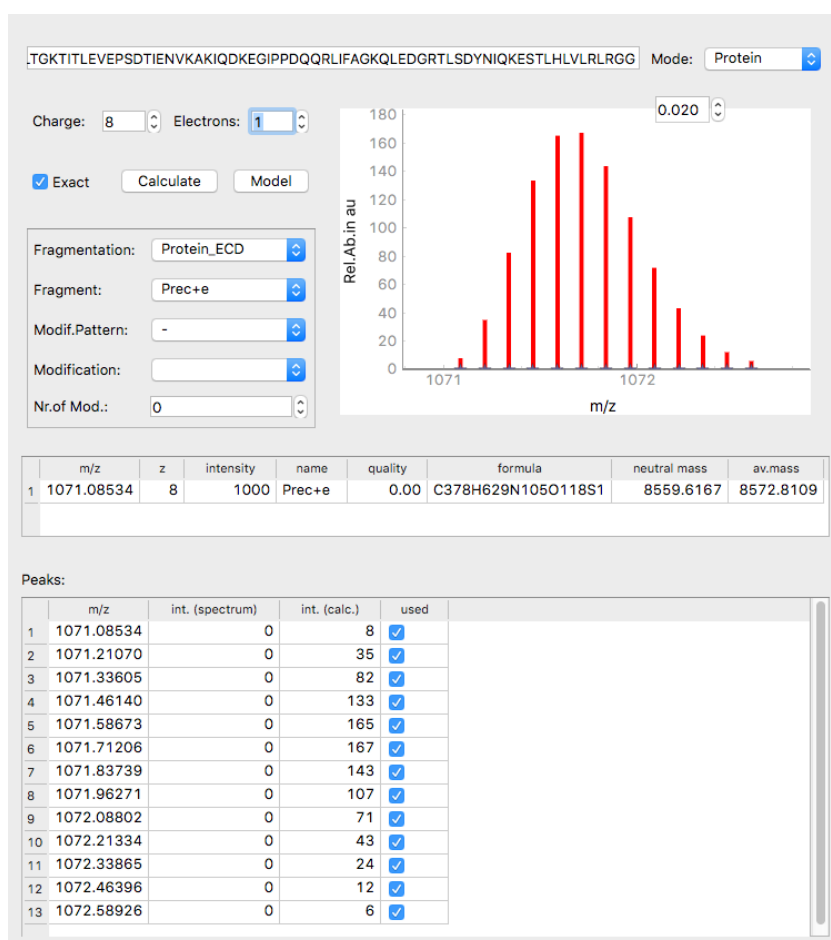 .TGKTITLEVEPSDTIENVKAKIQDKEGIPPDQQRLIFAGKQLEDGRTLSDYNIQKESTLHLVLRLRGG Mode: Protein
Charge: 8 Electrons: 1 0.020
Exact Calculate Model
Fragmentation: Protein_ECD
Fragment: Prec+e
Modif.Pattern: -
Modification:
Nr.of Mod.: 0
Rel.Ab.in au
180
160
140
120
100
80
60
40
20
0
1071 1072
m/z
m/z z intensity name quality formula neutral mass av.mass
1 1071.08534 8 1000 Prec+e 0.00 C378H629N105O118S1 8559.6167 8572.8109
Peaks:
m/z int. (spectrum) int. (calc.) used
1 1071.08534 0 8
2 1071.21070 0 35
3 1071.33605 0 82
4 1071.46140 0 133
5 1071.58673 0 165
6 1071.71206 0 167
7 1071.83739 0 143
8 1071.96271 0 107
9 1072.08802 0 71
10 1072.21334 0 43
11 1072.33865 0 24
12 1072.46396 0 12
13 1072.58926 0 6